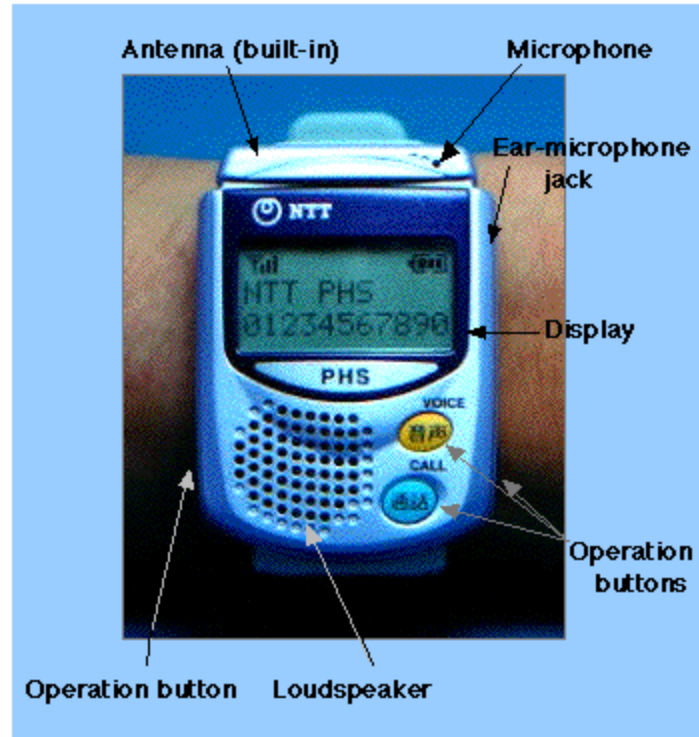 Antenna (built-in)
Microphone
Ear-microphone
jack
NTT
NTT PHS
01234567890
Display
PHS
VOICE
音声
CALL
通話
Operation
buttons
Operation button
Loudspeaker